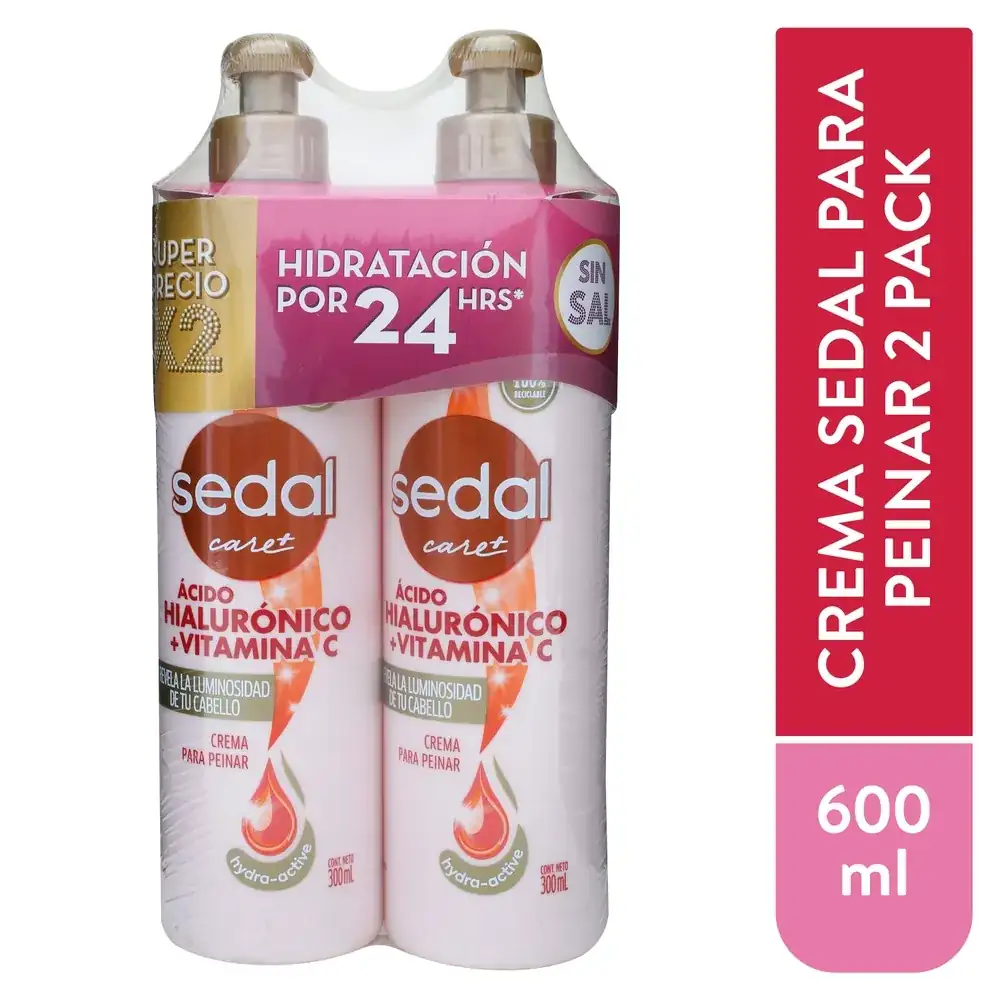 SUPER
PRECIO
X2
HIDRATACIÓN
POR 24 HRS*
SIN
SAL
100%
RECICLABLE
sedal
care+
ÁCIDO
HIALURÓNICO
+VITAMINA C
REVELA LA LUMINOSIDAD
DE TU CABELLO
CREMA
PARA PEINAR
hydra-active
CONT. NETO
300mL
sedal
care+
ÁCIDO
HIALURÓNICO
+VITAMINA C
REVELA LA LUMINOSIDAD
DE TU CABELLO
CREMA
PARA PEINAR
hydra-active
CONT. NETO
300mL
CREMA SEDAL PARA
PEINAR 2 PACK
600
ml